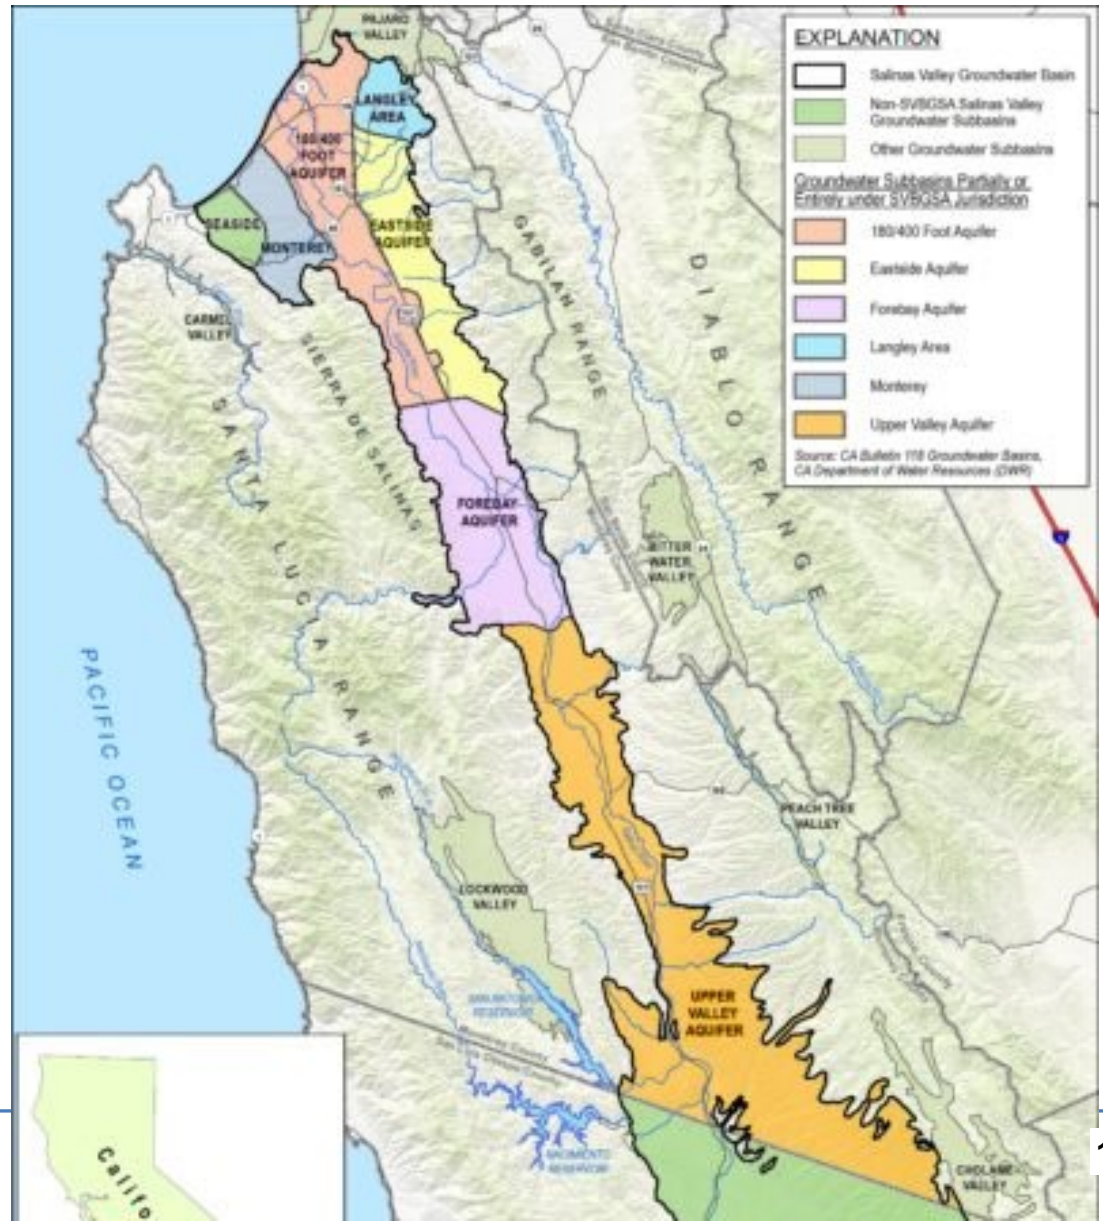 EXPLANATION
Salinas Valley Groundwater Basin
Non-SVBGSA Salinas Valley
Groundwater Subbasins
Other Groundwater Subbasins
Groundwater Subbasins Partially or
Entirely under SVBGSA Jurisdiction
180/400 Foot Aquifer
Eastside Aquifer
Forebay Aquifer
Langley Area
Monterey
Upper Valley Aquifer
Source: CA Bulletin 118 Groundwater Basins,
CA Department of Water Resources (DWR)
PAJARO
VALLEY
LANGLEY
AREA
180/400
FOOT
AQUIFER
SEASIDE
MONTEREY
EASTSIDE
AQUIFER
GABILAN RANGE
DIABLO RANGE
CARMEL
VALLEY
SIERRA DE SALINAS
SANTA LUCIA RANGE
FOREBAY
AQUIFER
BITTER
WATER
VALLEY
PACIFIC OCEAN
PEACH TREE
VALLEY
LOCKWOOD
VALLEY
UPPER
VALLEY
AQUIFER
RESERVOIR
Monterey County
NACIMIENTO
RESERVOIR
CHOLAME
VALLEY
Califo